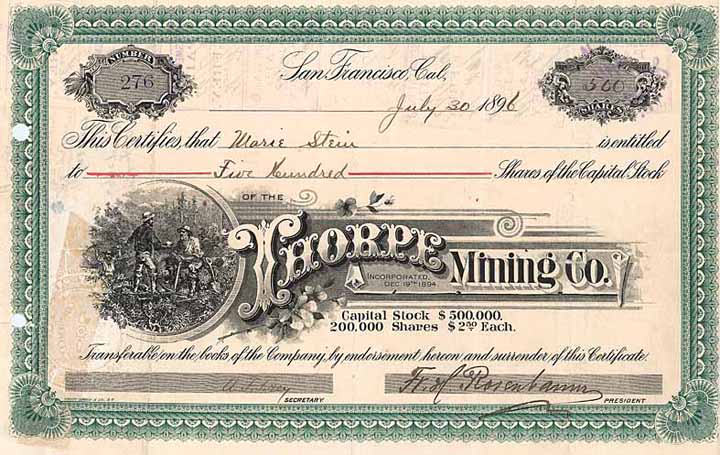 NUMBER
276
San Francisco, Cal,
July 30 1896
500
SHARES
This Certifies, that Marie Stein is entitled
to Five Hundred Shares of the Capital Stock
OF THE
THORPE
Mining Co.
INCORPORATED,
DEC 19TH 1894.
Capital Stock $500,000.
200,000 Shares $2.50 Each.
Transferable on the books of the Company, by endorsement hereon and surrender of this Certificate.
SECRETARY
Rosenbaum
PRESIDENT